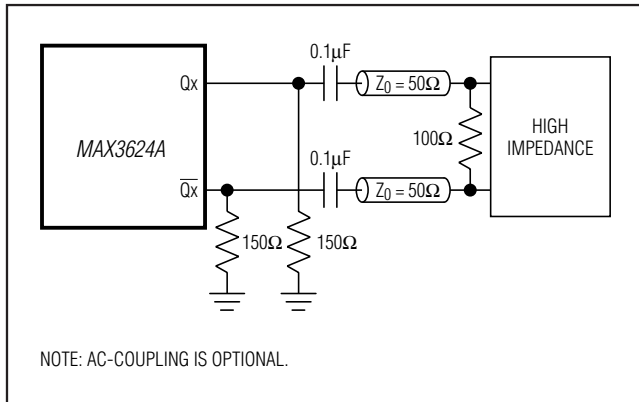 0.1μF
Qx
Z0 = 50Ω
MAX3624A
100Ω
HIGH
IMPEDANCE
0.1μF
Q̅x̅
Z0 = 50Ω
150Ω
150Ω
NOTE: AC-COUPLING IS OPTIONAL.